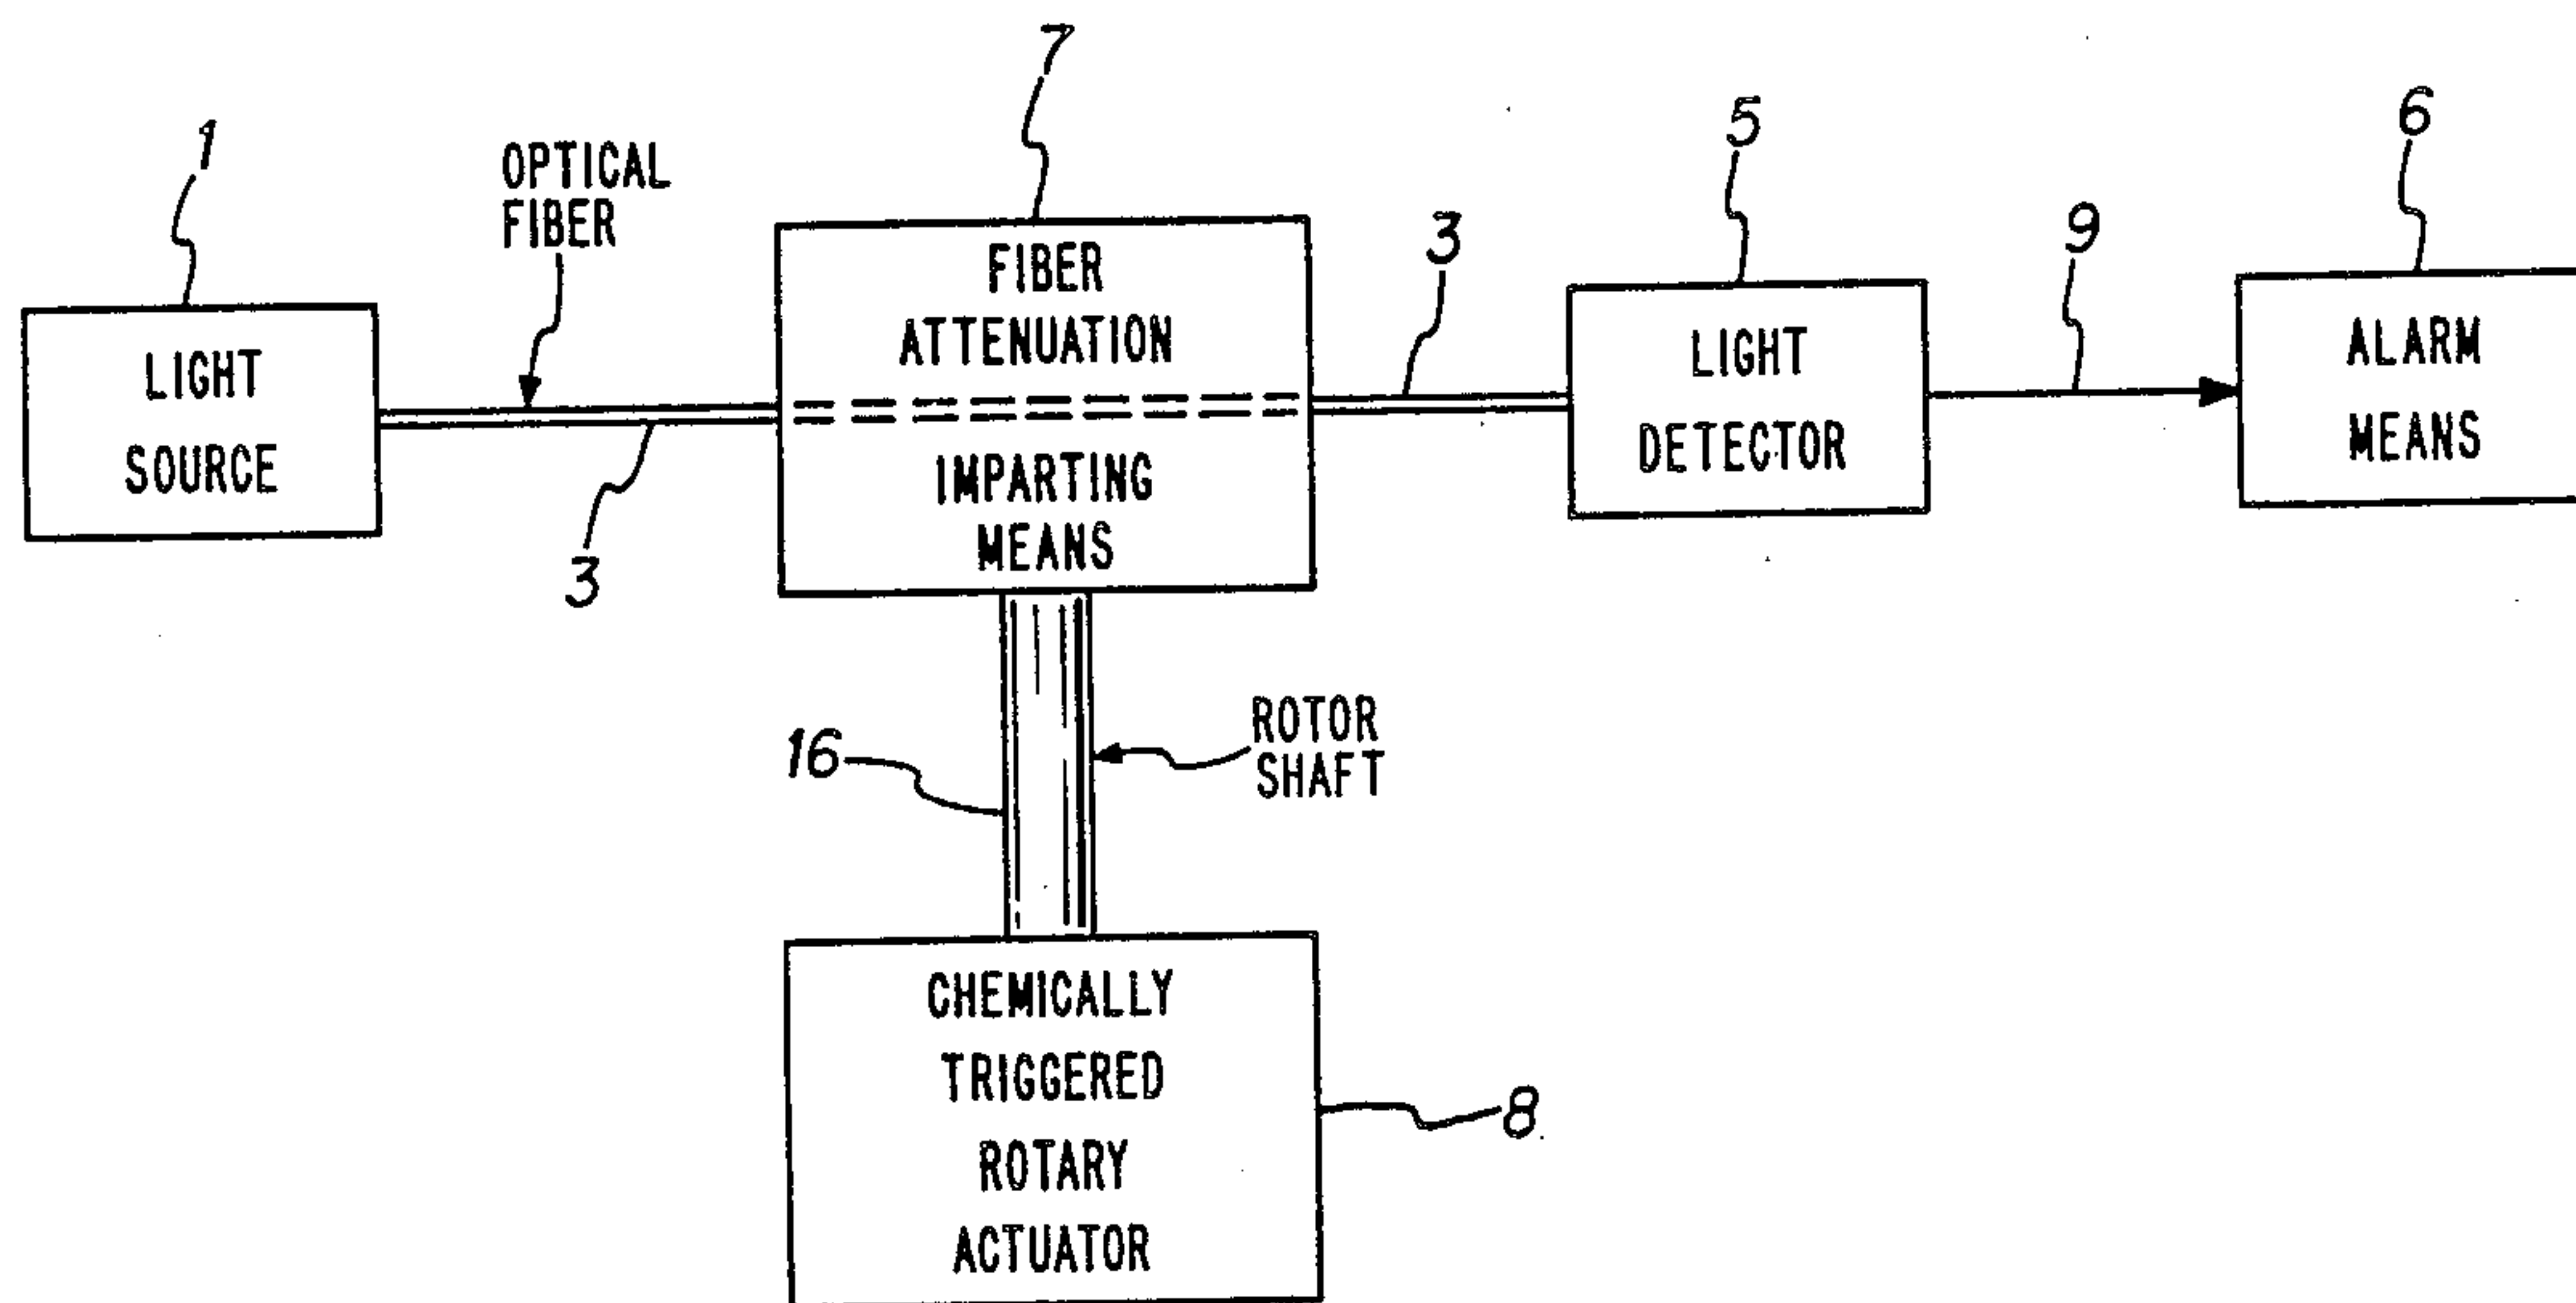 7
1
5
6
OPTICAL
FIBER
3
9
LIGHT
SOURCE
FIBER
ATTENUATION
IMPARTING
MEANS
LIGHT
DETECTOR
ALARM
MEANS
3
16
ROTOR
SHAFT
CHEMICALLY
TRIGGERED
ROTARY
ACTUATOR
8